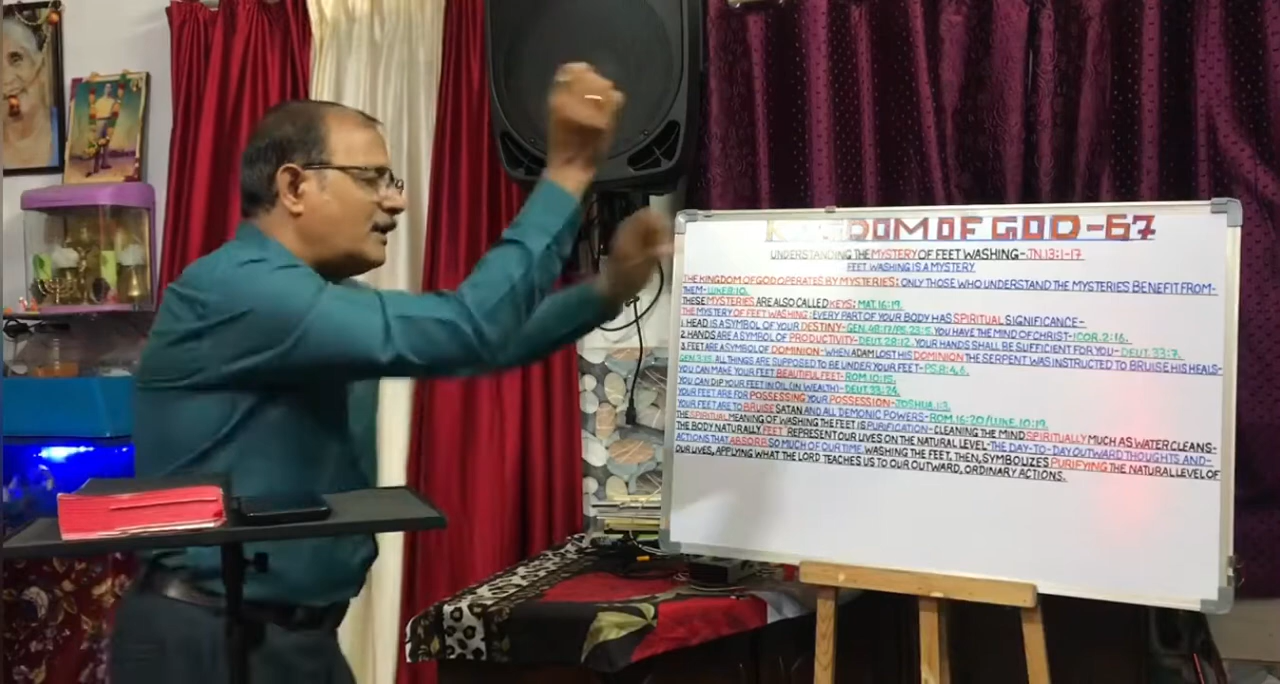 KINGDOM OF GOD-67
UNDERSTANDING THE MYSTERY OF FEET WASHING-JN.13:1-17
FEET WASHING IS A MYSTERY.
THE KINGDOM OF GOD OPERATES BY MYSTERIES: ONLY THOSE WHO UNDERSTAND THE MYSTERIES BENEFIT FROM-
THEM-LUKE 8:10.
THESE MYSTERIES ARE ALSO CALLED KEYS: MAT.16:19.
THE MYSTERY OF FEET WASHING: EVERY PART OF YOUR BODY HAS SPIRITUAL SIGNIFICANCE-
1. HEAD IS A SYMBOL OF YOUR DESTINY-GEN.48:17/PS.23:5. YOU HAVE THE MIND OF CHRIST-1COR.2:16.
2. HANDS ARE A SYMBOL OF PRODUCTIVITY-DEUT.28:12. YOUR HANDS SHALL BE SUFFICIENT FOR YOU-DEUT.33:7.
3. FEET ARE A SYMBOL OF DOMINION-WHEN ADAM LOST HIS DOMINION THE SERPENT WAS INSTRUCTED TO BRUISE HIS HEALS-
GEN.3:15. ALL THINGS ARE SUPPOSED TO BE UNDER YOUR FEET-PS.8:4,6.
YOU CAN MAKE YOUR FEET BEAUTIFUL FEET-ROM.10:15.
YOU CAN DIP YOUR FEET IN OIL (IN WEALTH)-DEUT.33:24.
YOUR FEET ARE FOR POSSESSING YOUR POSSESSION-JOSHUA.1:3.
YOUR FEET ARE TO BRUISE SATAN AND ALL DEMONIC POWERS-ROM.16:20/LUKE.10:19.
THE SPIRITUAL MEANING OF WASHING THE FEET IS PURIFICATION-CLEANING THE MIND SPIRITUALLY MUCH AS WATER CLEANS-
THE BODY NATURALLY FEET REPRESENT OUR LIVES ON THE NATURAL LEVEL-THE DAY-TO-DAY OUTWARD THOUGHTS AND-
ACTIONS THAT ABSORB SO MUCH OF OUR TIME. WASHING THE FEET, THEN, SYMBOLIZES PURIFYING THE NATURAL LEVEL OF
OUR LIVES, APPLYING WHAT THE LORD TEACHES US TO OUR OUTWARD, ORDINARY ACTIONS.